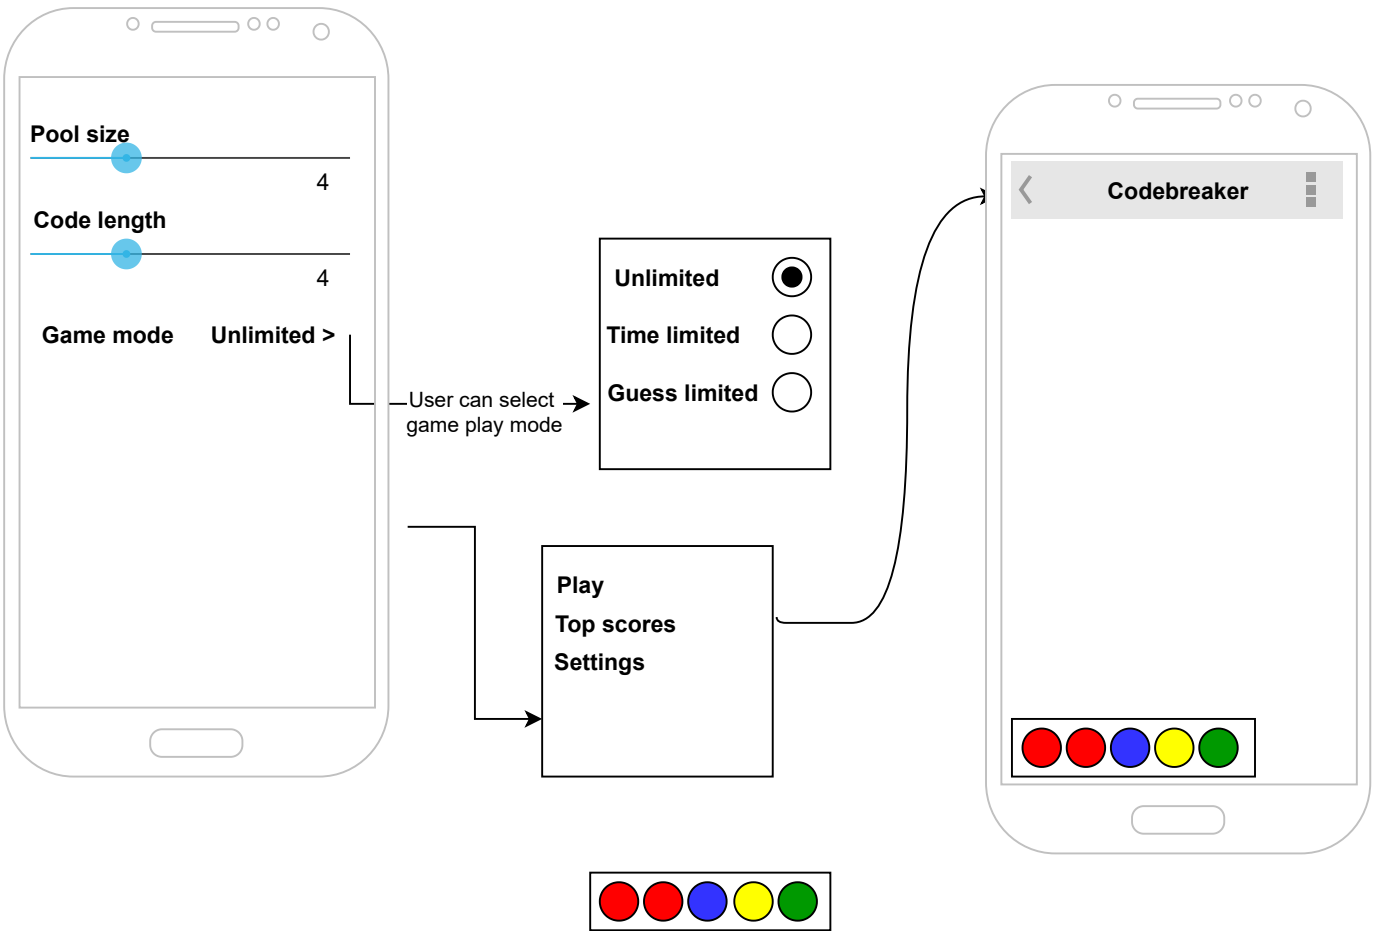 Pool size
4
Code length
4
Game mode Unlimited >
User can select
game play mode
Unlimited
Time limited
Guess limited
Play
Top scores
Settings
Codebreaker